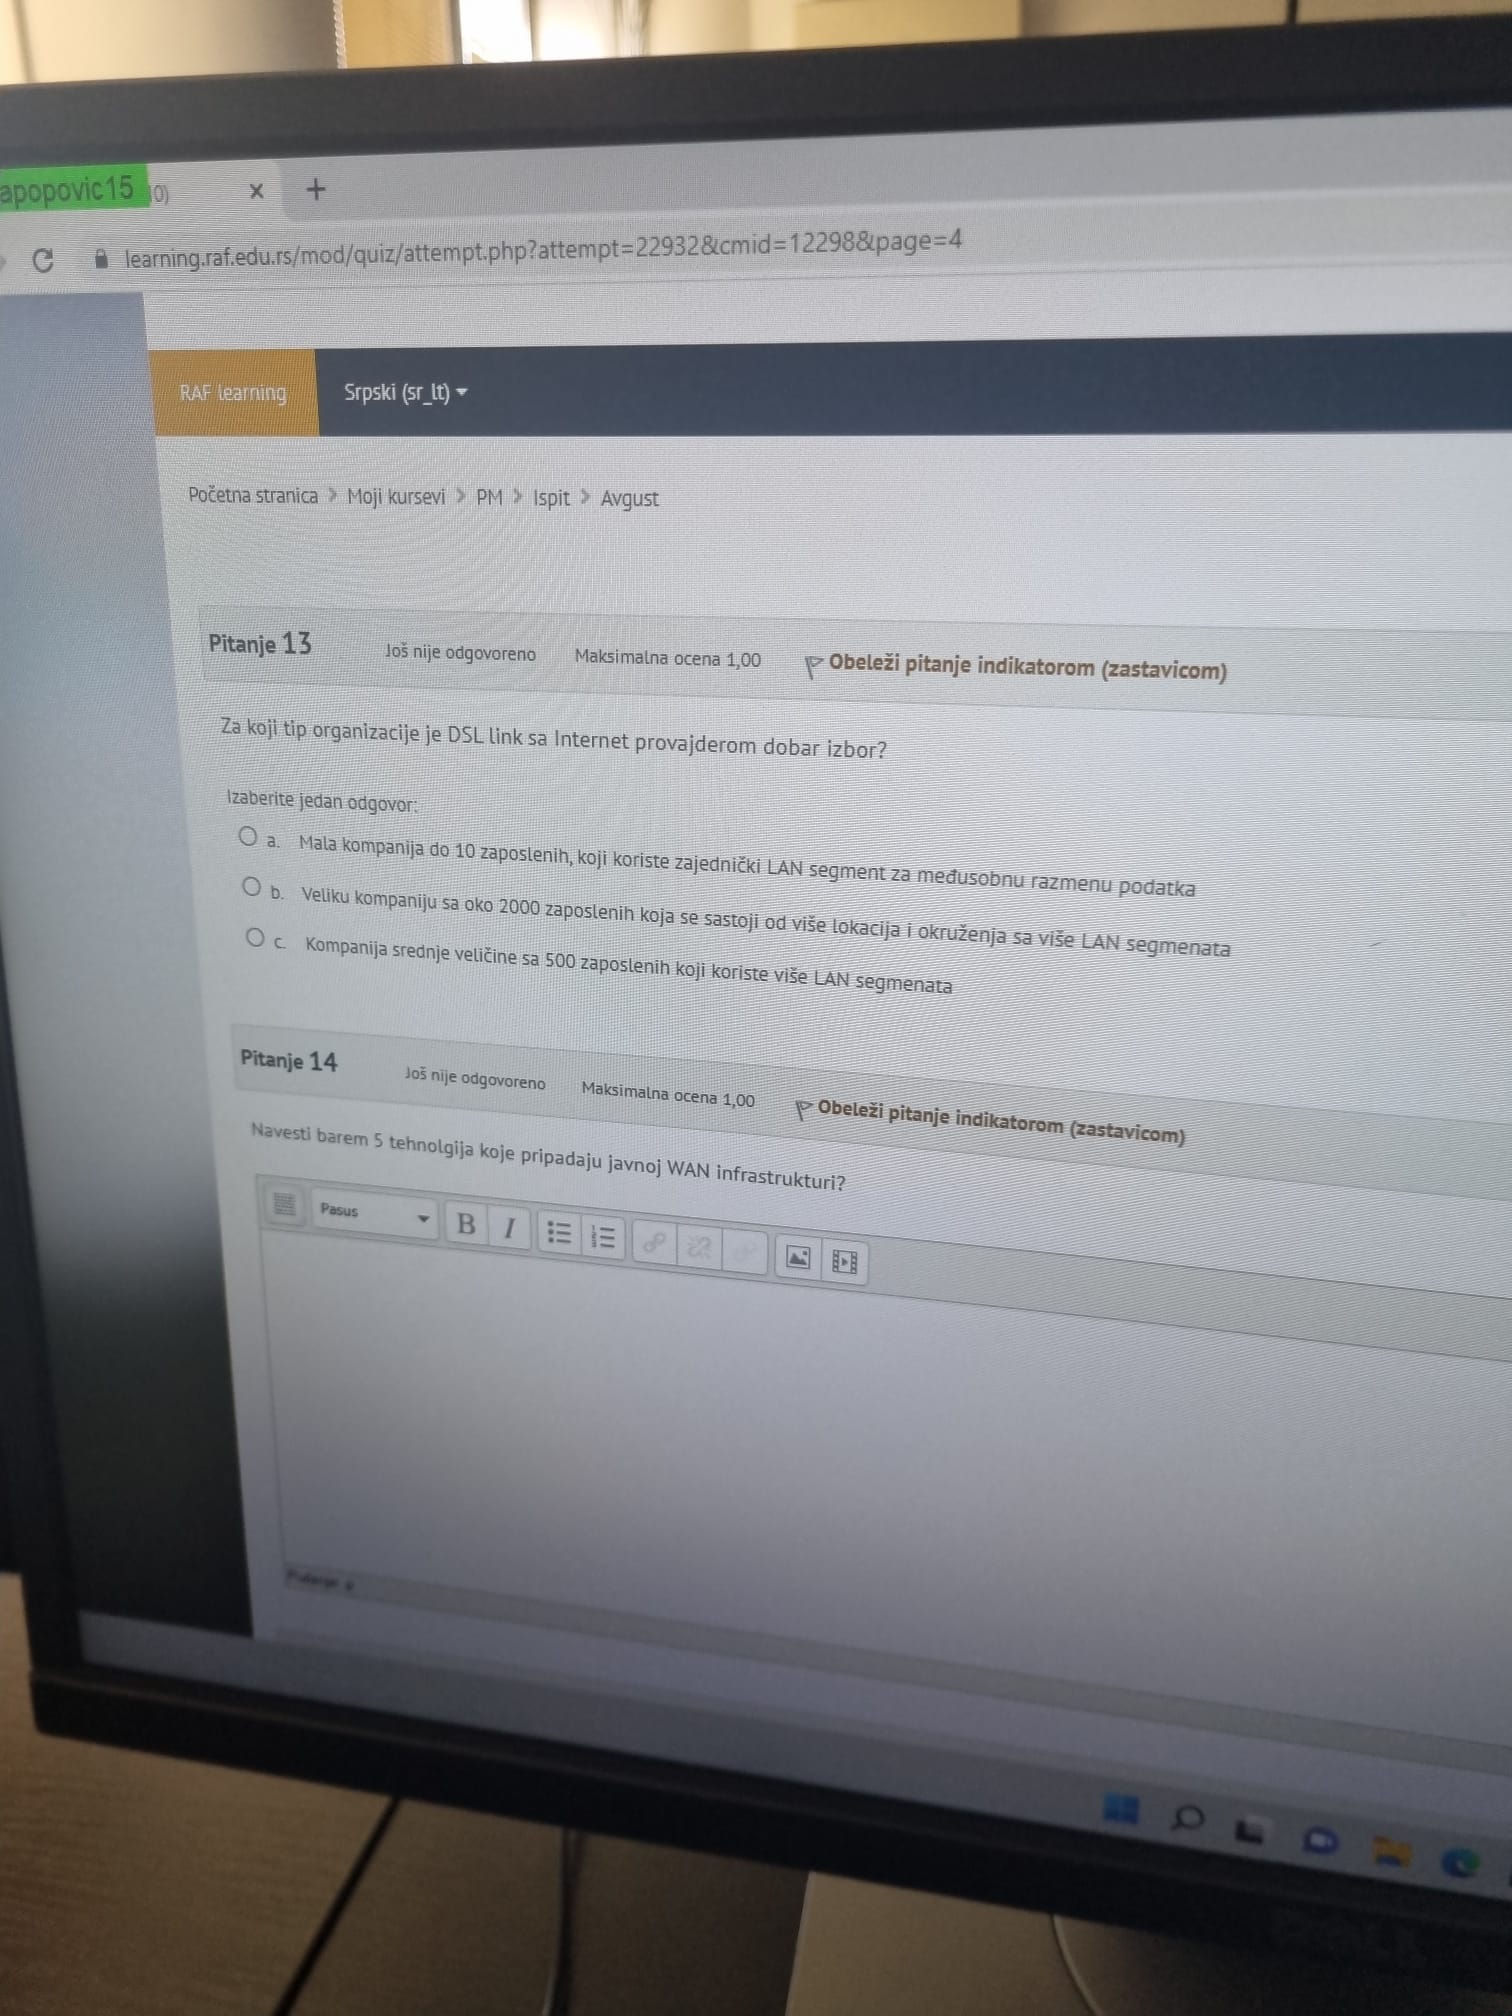 apopovic15 0)
learning.raf.edu.rs/mod/quiz/attempt.php?attempt=22932&cmid=12298&page=4
RAF learning Srpski (sr_lt)
Početna stranica > Moji kursevi > PM > Ispit > Avgust
Pitanje 13 Još nije odgovoreno Maksimalna ocena 1,00 Obeleži pitanje indikatorom (zastavicom)
Za koji tip organizacije je DSL link sa Internet provajderom dobar izbor?
Izaberite jedan odgovor:
a. Mala kompanija do 10 zaposlenih, koji koriste zajednički LAN segment za međusobnu razmenu podatka
b. Veliku kompaniju sa oko 2000 zaposlenih koja se sastoji od više lokacija i okruženja sa više LAN segmenata
c. Kompanija srednje veličine sa 500 zaposlenih koji koriste više LAN segmenata
Pitanje 14 Još nije odgovoreno Maksimalna ocena 1,00 Obeleži pitanje indikatorom (zastavicom)
Navesti barem 5 tehnolgija koje pripadaju javnoj WAN infrastrukturi?
Pasus B I